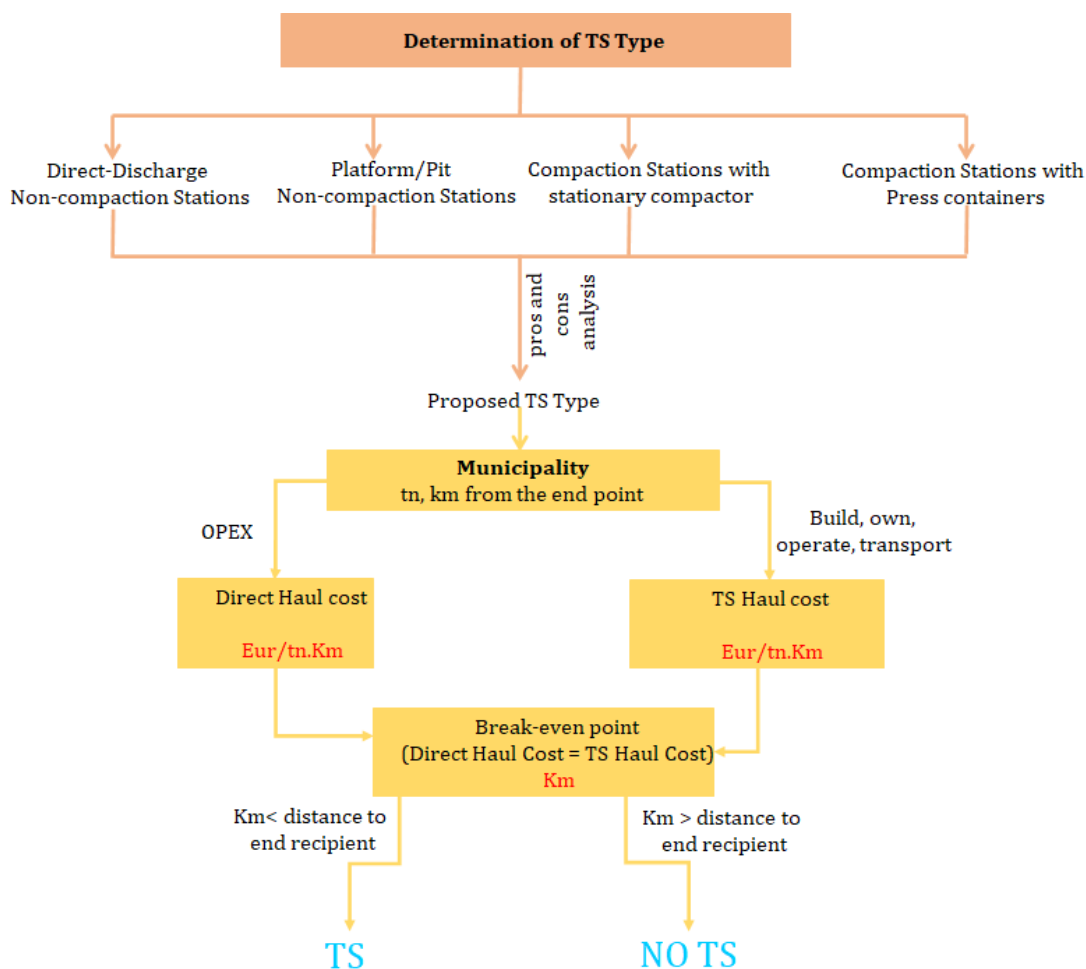 Determination of TS Type
Direct-Discharge
Non-compaction Stations
Platform/Pit
Non-compaction Stations
Compaction Stations with
stationary compactor
Compaction Stations with
Press containers
pros and
cons
analysis
Proposed TS Type
Municipality
tn, km from the end point
OPEX
Build, own,
operate, transport
Direct Haul cost
Eur/tn.Km
TS Haul cost
Eur/tn.Km
Break-even point
(Direct Haul Cost = TS Haul Cost)
Km
Km< distance to
end recipient
Km > distance to
end recipient
TS
NO TS